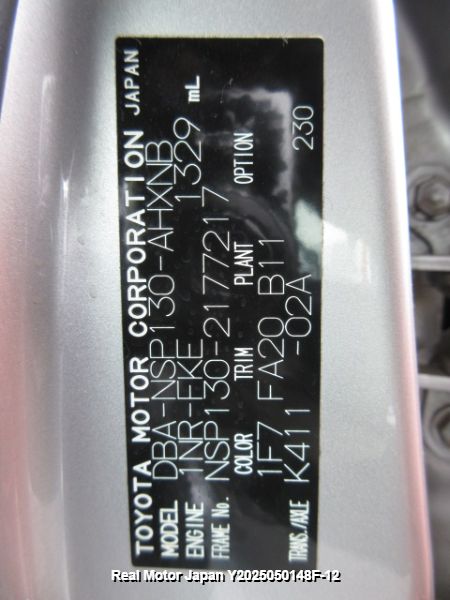 TOYOTA MOTOR CORPORATION JAPAN
MODEL DBA-NSP130-AHXNB
ENGINE 1NR-FKE 1329 mL
FRAME No. NSP130-2177217
COLOR TRIM PLANT OPTION
1F7 FA20 B11 230
TRANS./AXLE K411 -02A
Real Motor Japan Y2025050148F-12